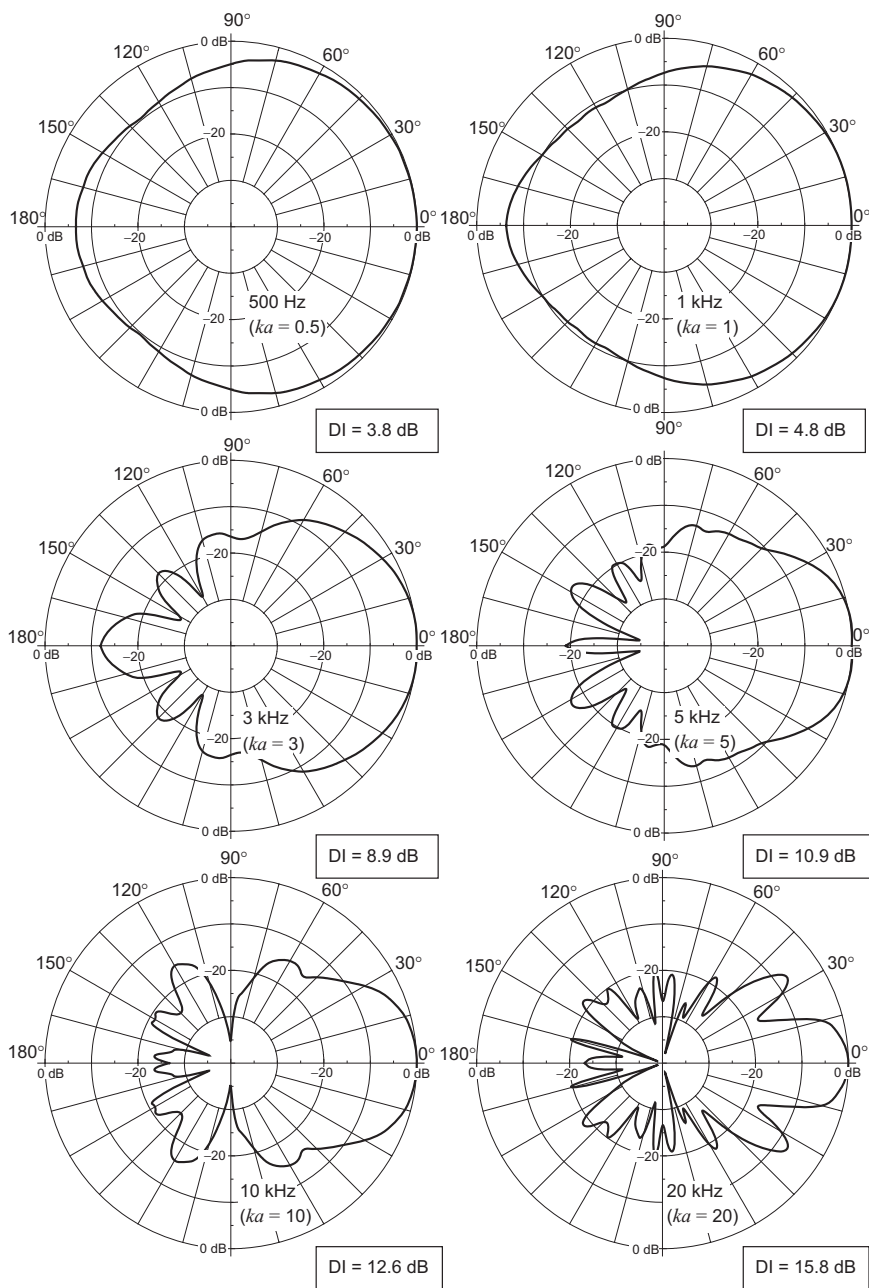 90°
0 dB
120°
60°
150°
30°
–20
180°
0°
0 dB
–20
–20
0 dB
500 Hz
–20
(ka = 0.5)
0 dB
DI = 3.8 dB
90°
0 dB
120°
60°
150°
30°
–20
180°
0°
0 dB
–20
–20
0 dB
1 kHz
–20
(ka = 1)
0 dB
DI = 4.8 dB
90°
0 dB
120°
60°
150°
30°
–20
180°
0°
0 dB
–20
–20
0 dB
3 kHz
–20
(ka = 3)
0 dB
DI = 8.9 dB
90°
0 dB
120°
60°
150°
30°
–20
180°
0°
0 dB
–20
–20
0 dB
5 kHz
–20
(ka = 5)
0 dB
DI = 10.9 dB
90°
0 dB
120°
60°
150°
30°
–20
180°
0°
0 dB
–20
–20
0 dB
–20
10 kHz
(ka = 10)
0 dB
DI = 12.6 dB
90°
0 dB
120°
60°
150°
30°
–20
180°
0°
0 dB
–20
–20
0 dB
–20
20 kHz
(ka = 20)
0 dB
DI = 15.8 dB